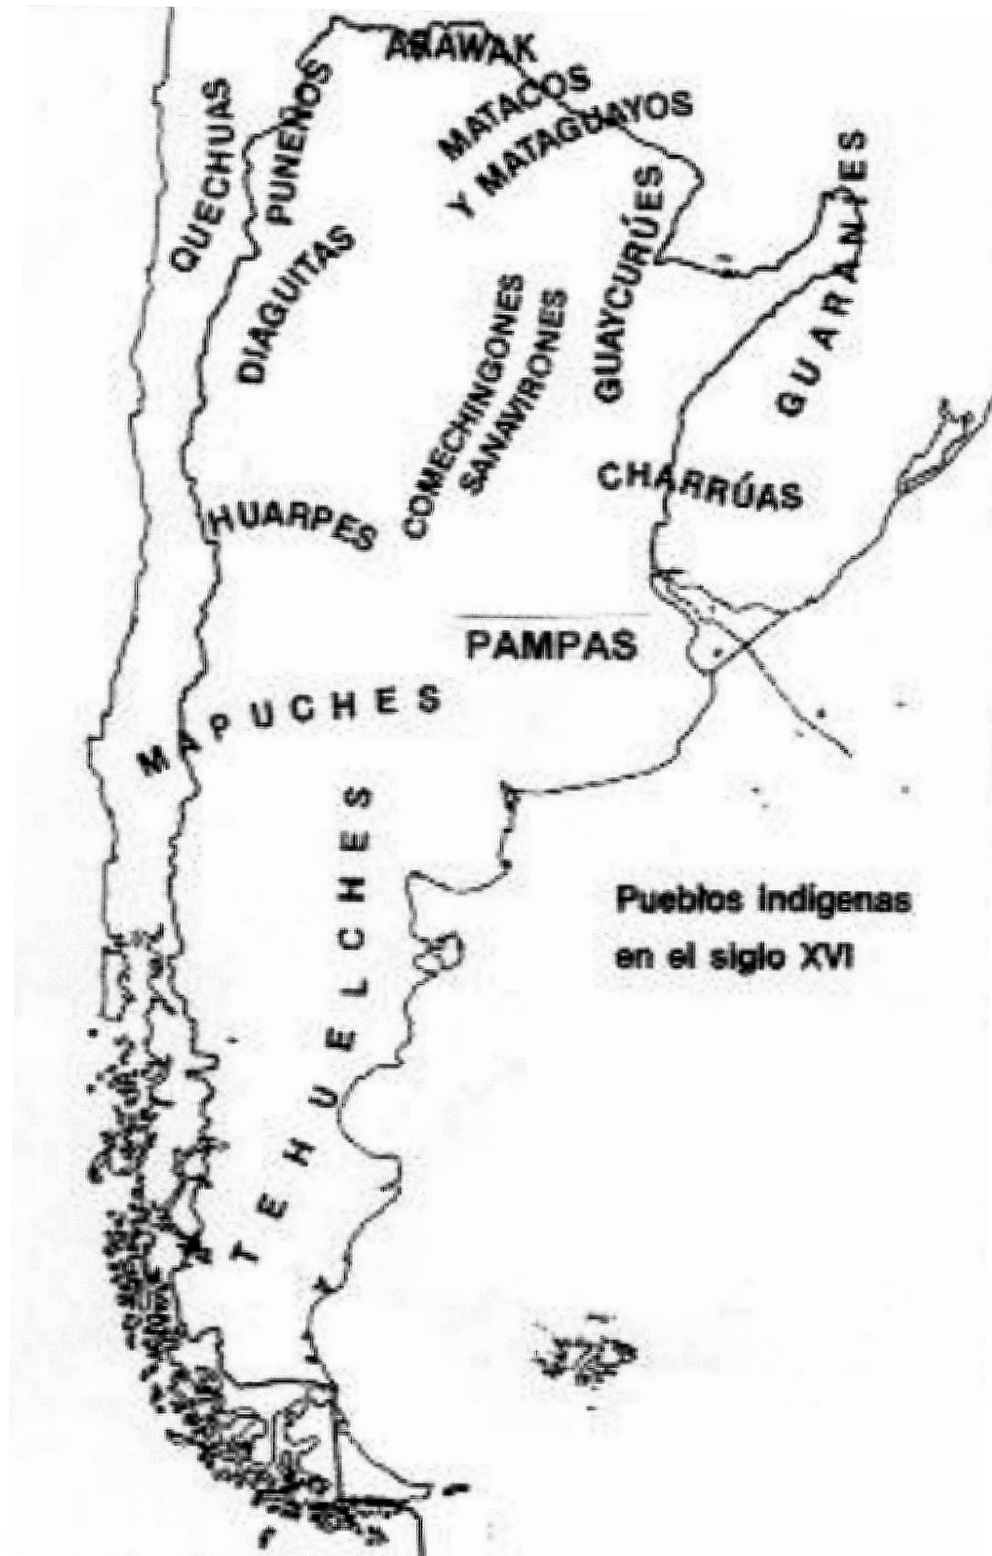 ARAWAK
MATACOS
Y MATAGUAYOS
QUECHUAS
PUNEÑOS
GUAYCURÚES
GUARANÍES
DIAGUITAS
COMECHINGONES
SANAVIRONES
CHARRÚAS
HUARPES
PAMPAS
MAPUCHES
TEHUELCHES
Pueblos indígenas
en el siglo XVI